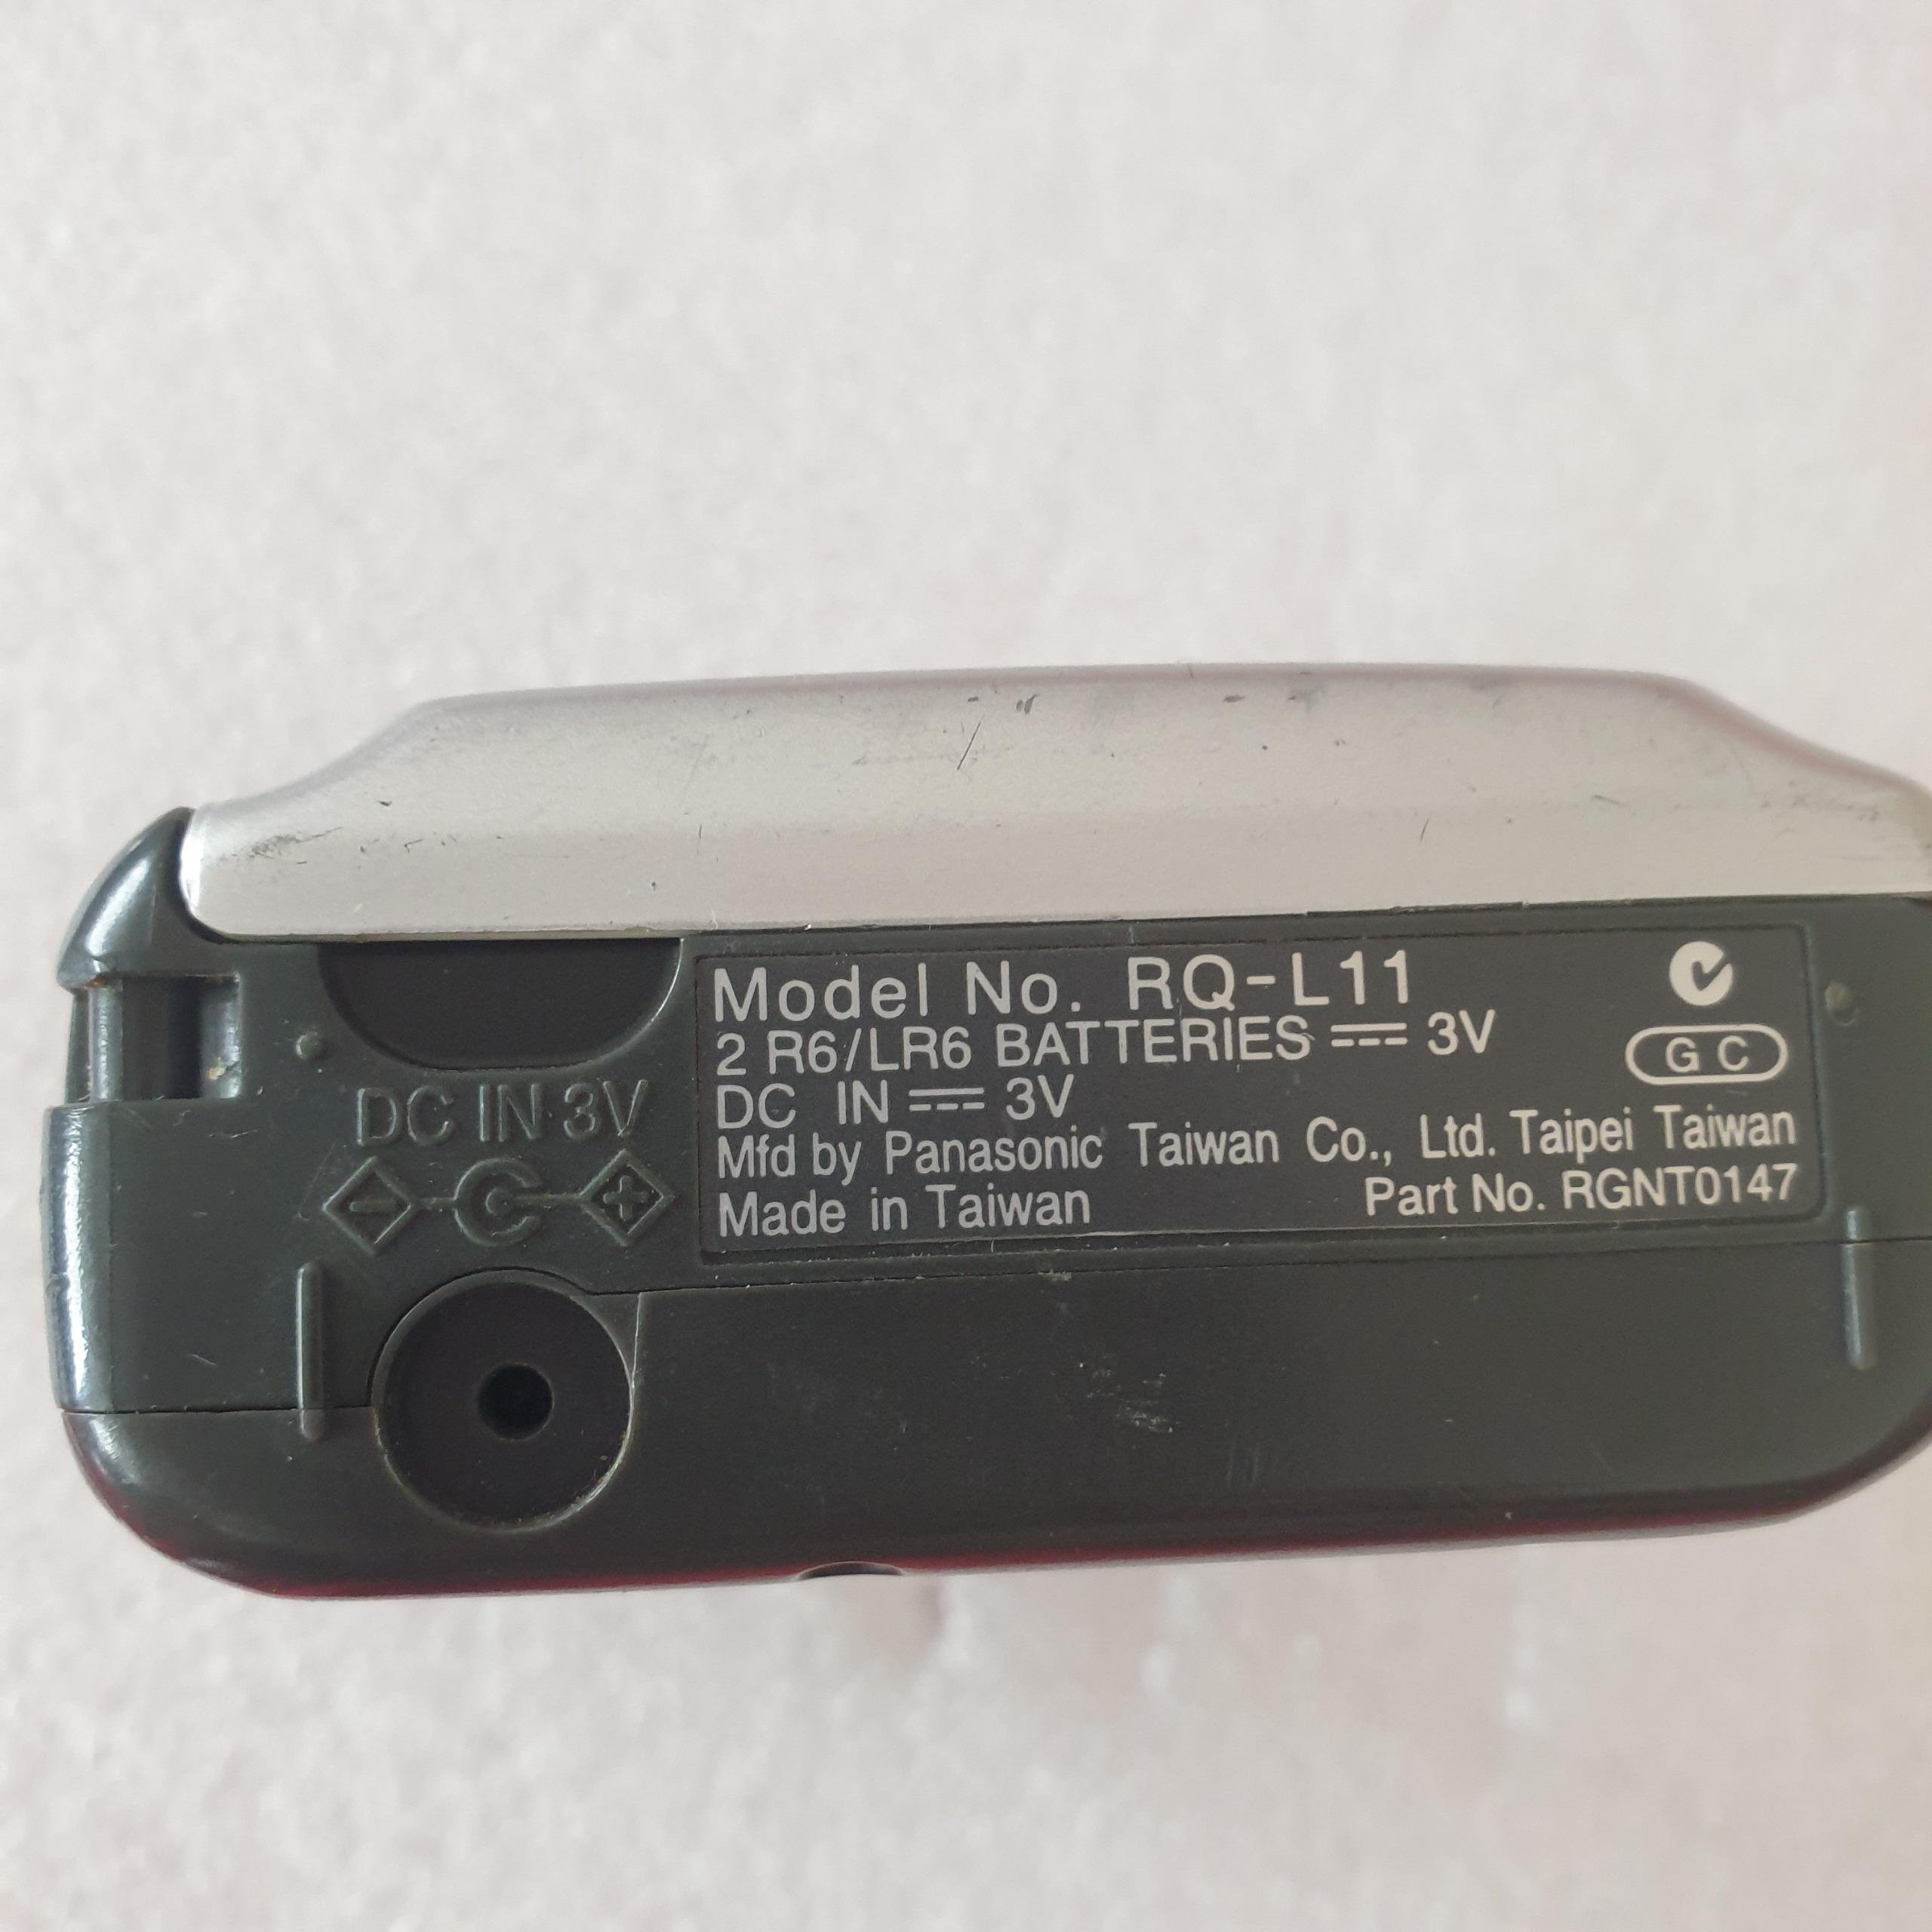 Model No. RQ-L11
2 R6/LR6 BATTERIES 3V
G C
DC IN 3V
Mfd by Panasonic Taiwan Co., Ltd. Taipei Taiwan
Made in Taiwan Part No. RGNT0147
DC IN 3V
- +